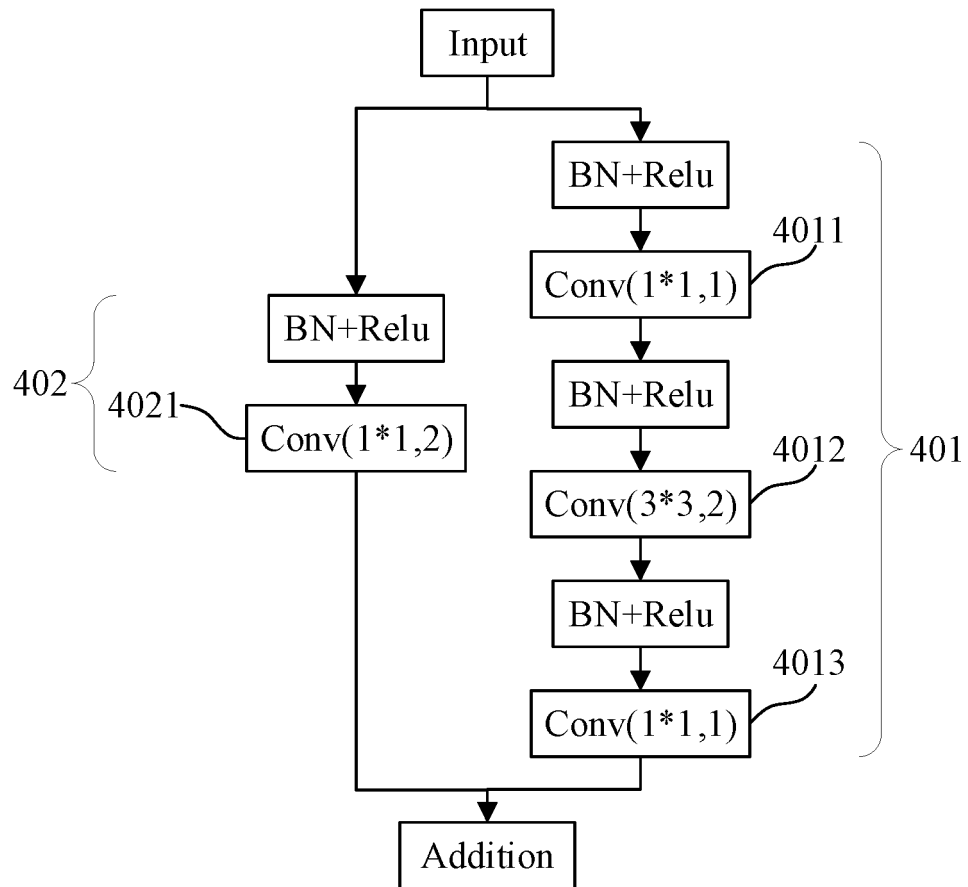 Input
BN+Relu
4011
Conv(1*1,1)
BN+Relu
BN+Relu
402
4021
Conv(1*1,2)
4012
401
Conv(3*3,2)
BN+Relu
4013
Conv(1*1,1)
Addition